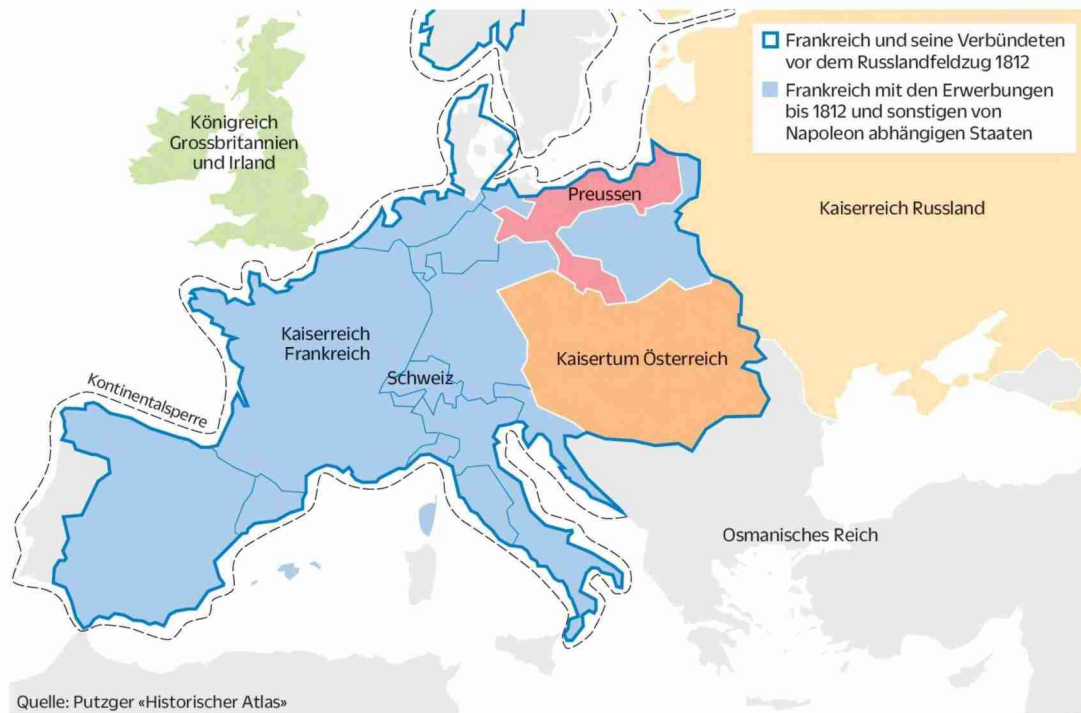 Frankreich und seine Verbündeten
vor dem Russlandfeldzug 1812
Frankreich mit den Erwerbungen
bis 1812 und sonstigen von
Napoleon abhängigen Staaten
Königreich
Grossbritannien
und Irland
Preussen
Kaiserreich Russland
Kaiserreich
Frankreich
Schweiz
Kaisertum Österreich
Kontinentalsperre
Osmanisches Reich
Quelle: Putzger «Historischer Atlas»